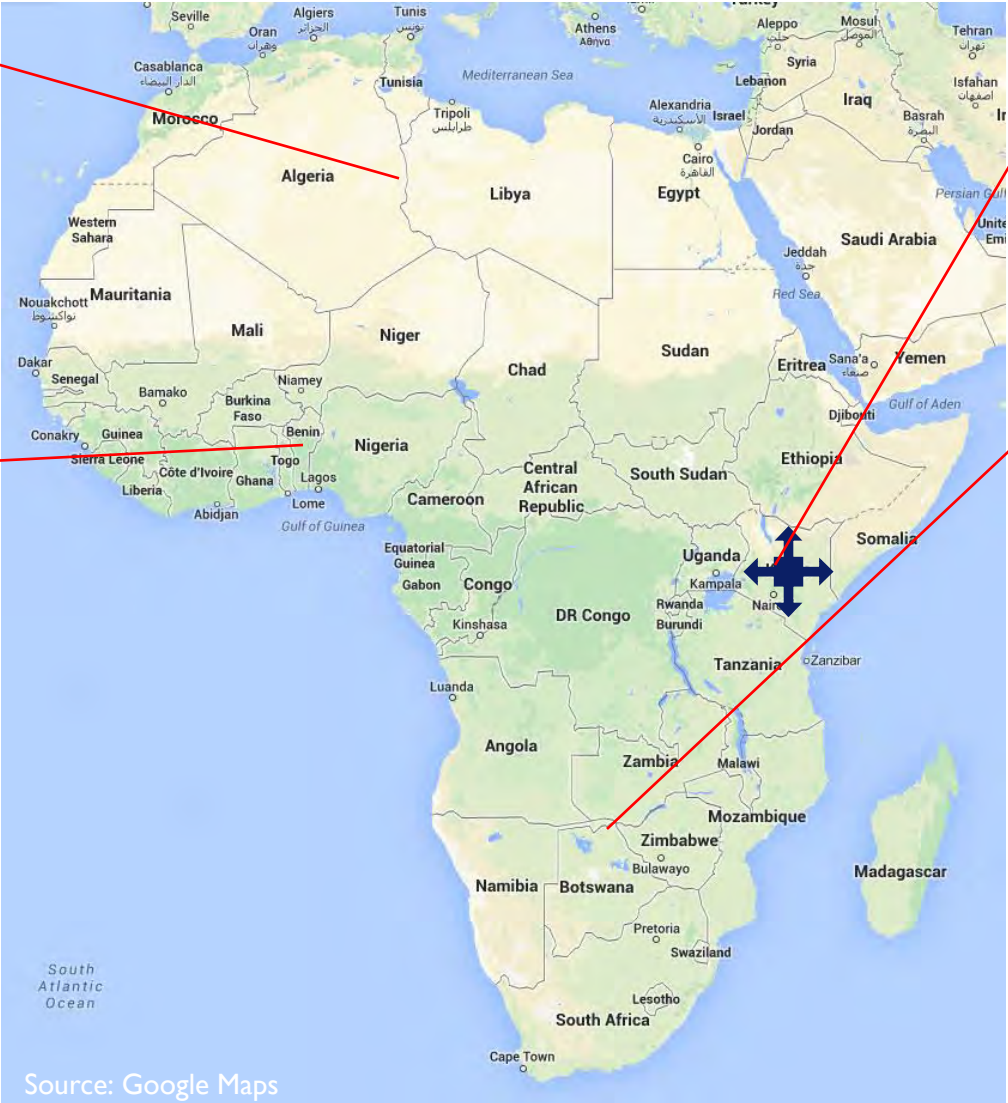 Turkey
Seville
Algiers
الجزائر
Tunis
تونس
Oran
وهران
Athens
Αθήνα
Aleppo
حلب
Mosul
الموصل
Tehran
تهران
Casablanca
الدار البيضاء
Tunisia
Mediterranean Sea
Syria
Lebanon
Isfahan
اصفهان
Iraq
Morocco
Tripoli
طرابلس
Alexandria
الأسكندرية
Israel
Jordan
Basrah
البصرة
Cairo
القاهرة
Algeria
Libya
Egypt
Persian Gulf
Western
Sahara
Saudi Arabia
Jeddah
جدة
Red Sea
Nouakchott
نواكشوط
Mauritania
Mali
Niger
Chad
Sudan
Eritrea
Sana'a
صنعاء
Yemen
Dakar
Senegal
Bamako
Niamey
Burkina
Faso
Djibouti
Gulf of Aden
Conakry
Guinea
Benin
Nigeria
Sierra Leone
Côte d'Ivoire
Togo
Ghana
Lagos
Liberia
Lome
Abidjan
Gulf of Guinea
Cameroon
Central
African
Republic
South Sudan
Ethiopia
Somalia
Equatorial
Guinea
Gabon
Congo
Uganda
Kampala
DR Congo
Rwanda
Burundi
Kinshasa
Tanzania
Zanzibar
Luanda
Angola
Zambia
Malawi
Mozambique
Zimbabwe
Bulawayo
Namibia
Botswana
Madagascar
Pretoria
Swaziland
South
Atlantic
Ocean
Lesotho
South Africa
Cape Town
Source: Google Maps